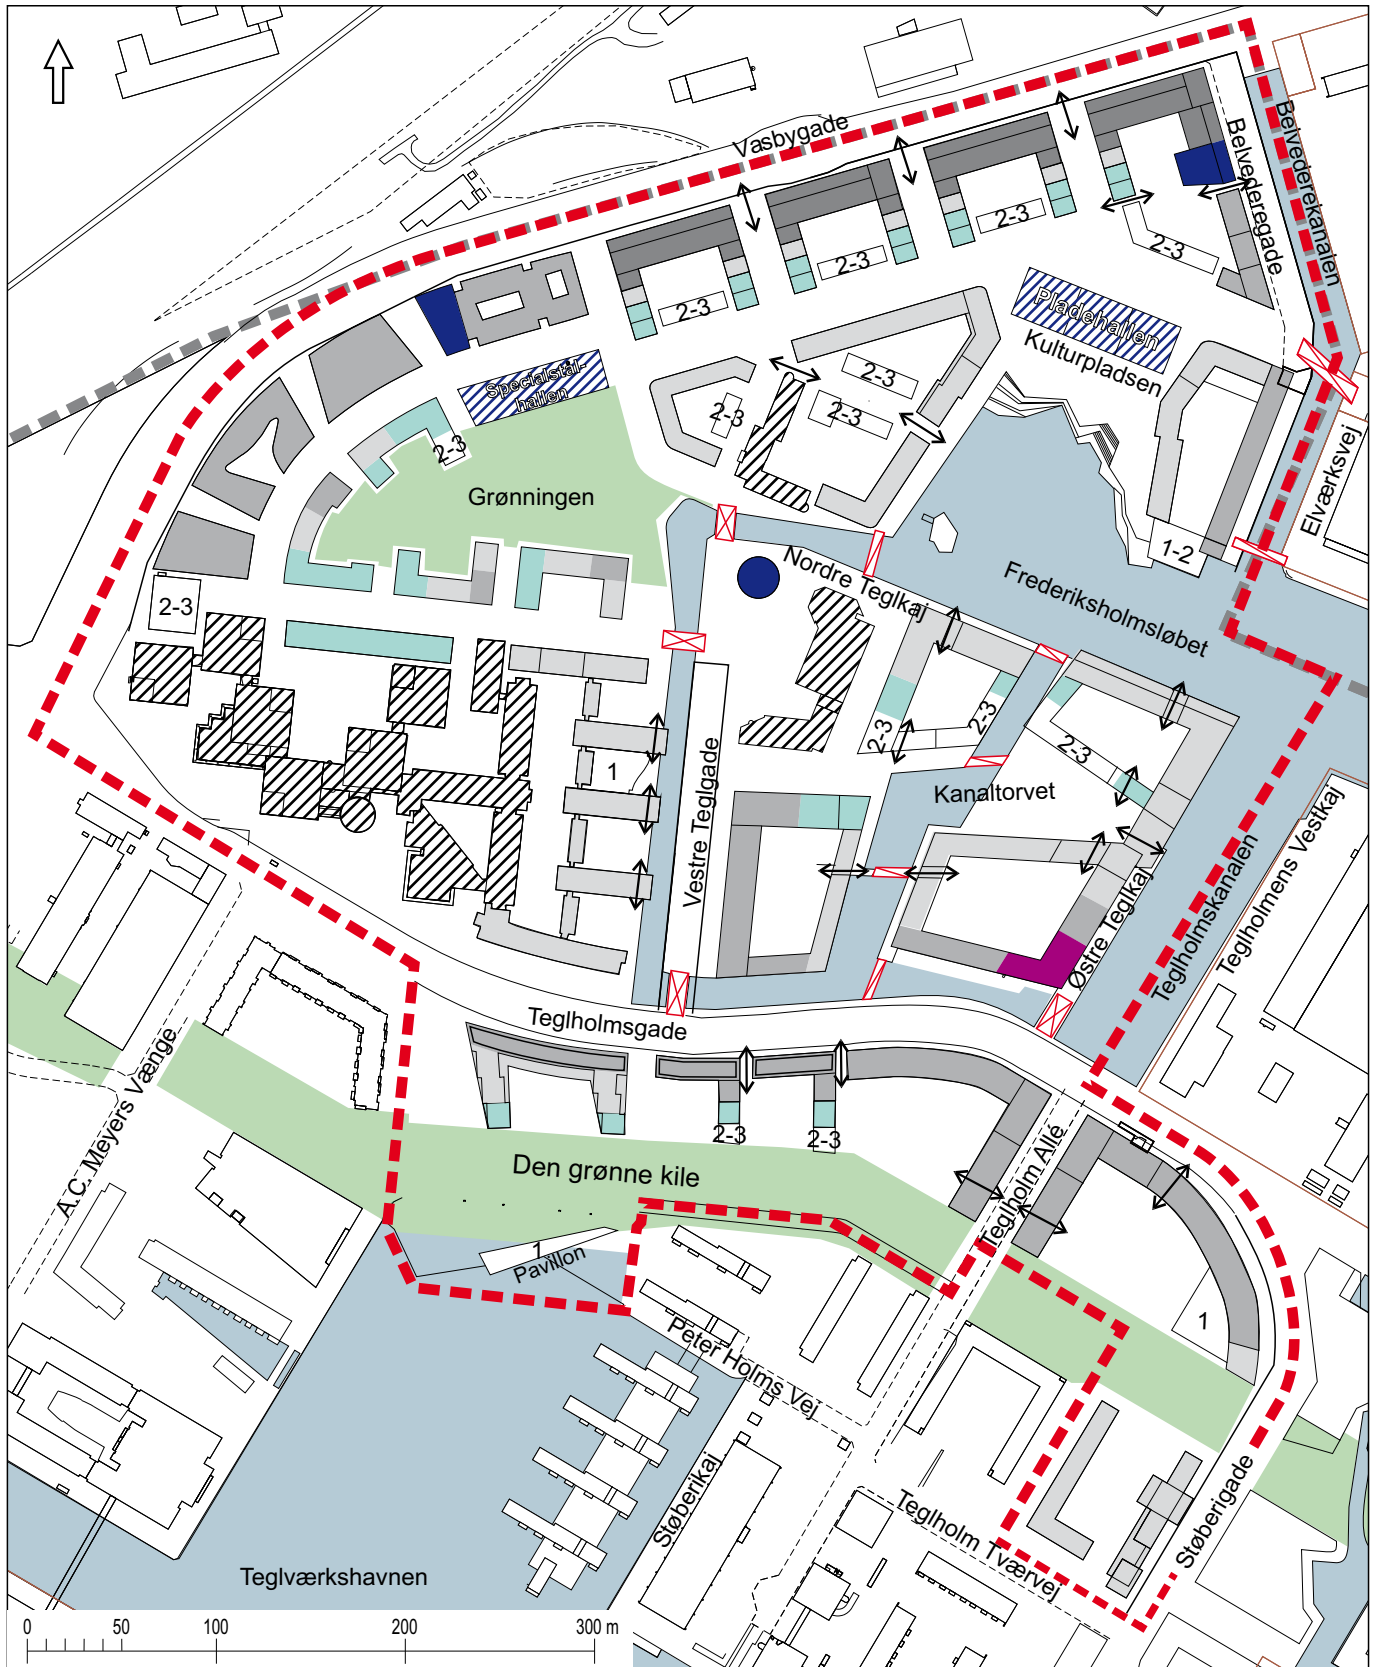 Vasbygade
Belvederekanalen
Belvederegade
2-3
2-3
2-3
2-3
Pladehallen
Kulturpladsen
Specialstål-
hallen
2-3
2-3
2-3
2-3
Grønningen
Elværksvej
1-2
Nordre Teglkaj
Frederiksholmsløbet
2-3
2-3
2-3
2-3
1
Kanaltorvet
Vestre Teglgade
Østre Teglkaj
Teglholmskanalen
Teglholmens Vestkaj
Teglholmsgade
A.C. Meyers Vænge
2-3
2-3
Den grønne kile
Teglholm Allé
1
Pavillon
1
Peter Holms Vej
Støberikaj
Teglholm Tværvej
Støberigade
Teglværkshavnen
0 50 100 200 300 m